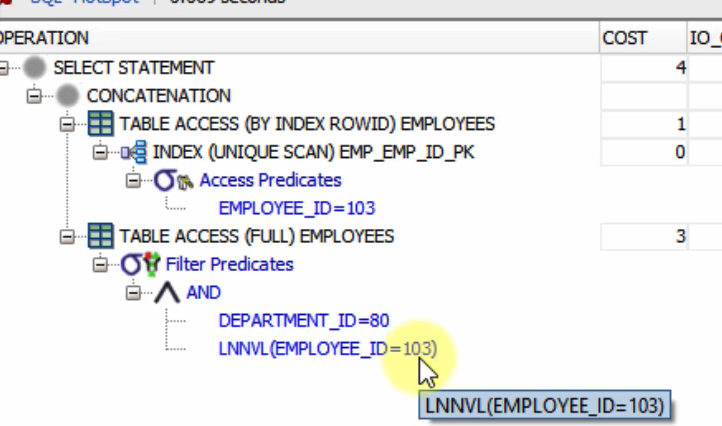 SQL HotSpot | 0.009 seconds
OPERATION COST IO_
SELECT STATEMENT 4
CONCATENATION
TABLE ACCESS (BY INDEX ROWID) EMPLOYEES 1
INDEX (UNIQUE SCAN) EMP_EMP_ID_PK 0
Access Predicates
EMPLOYEE_ID=103
TABLE ACCESS (FULL) EMPLOYEES 3
Filter Predicates
AND
DEPARTMENT_ID=80
LNNVL(EMPLOYEE_ID=103)
LNNVL(EMPLOYEE_ID=103)